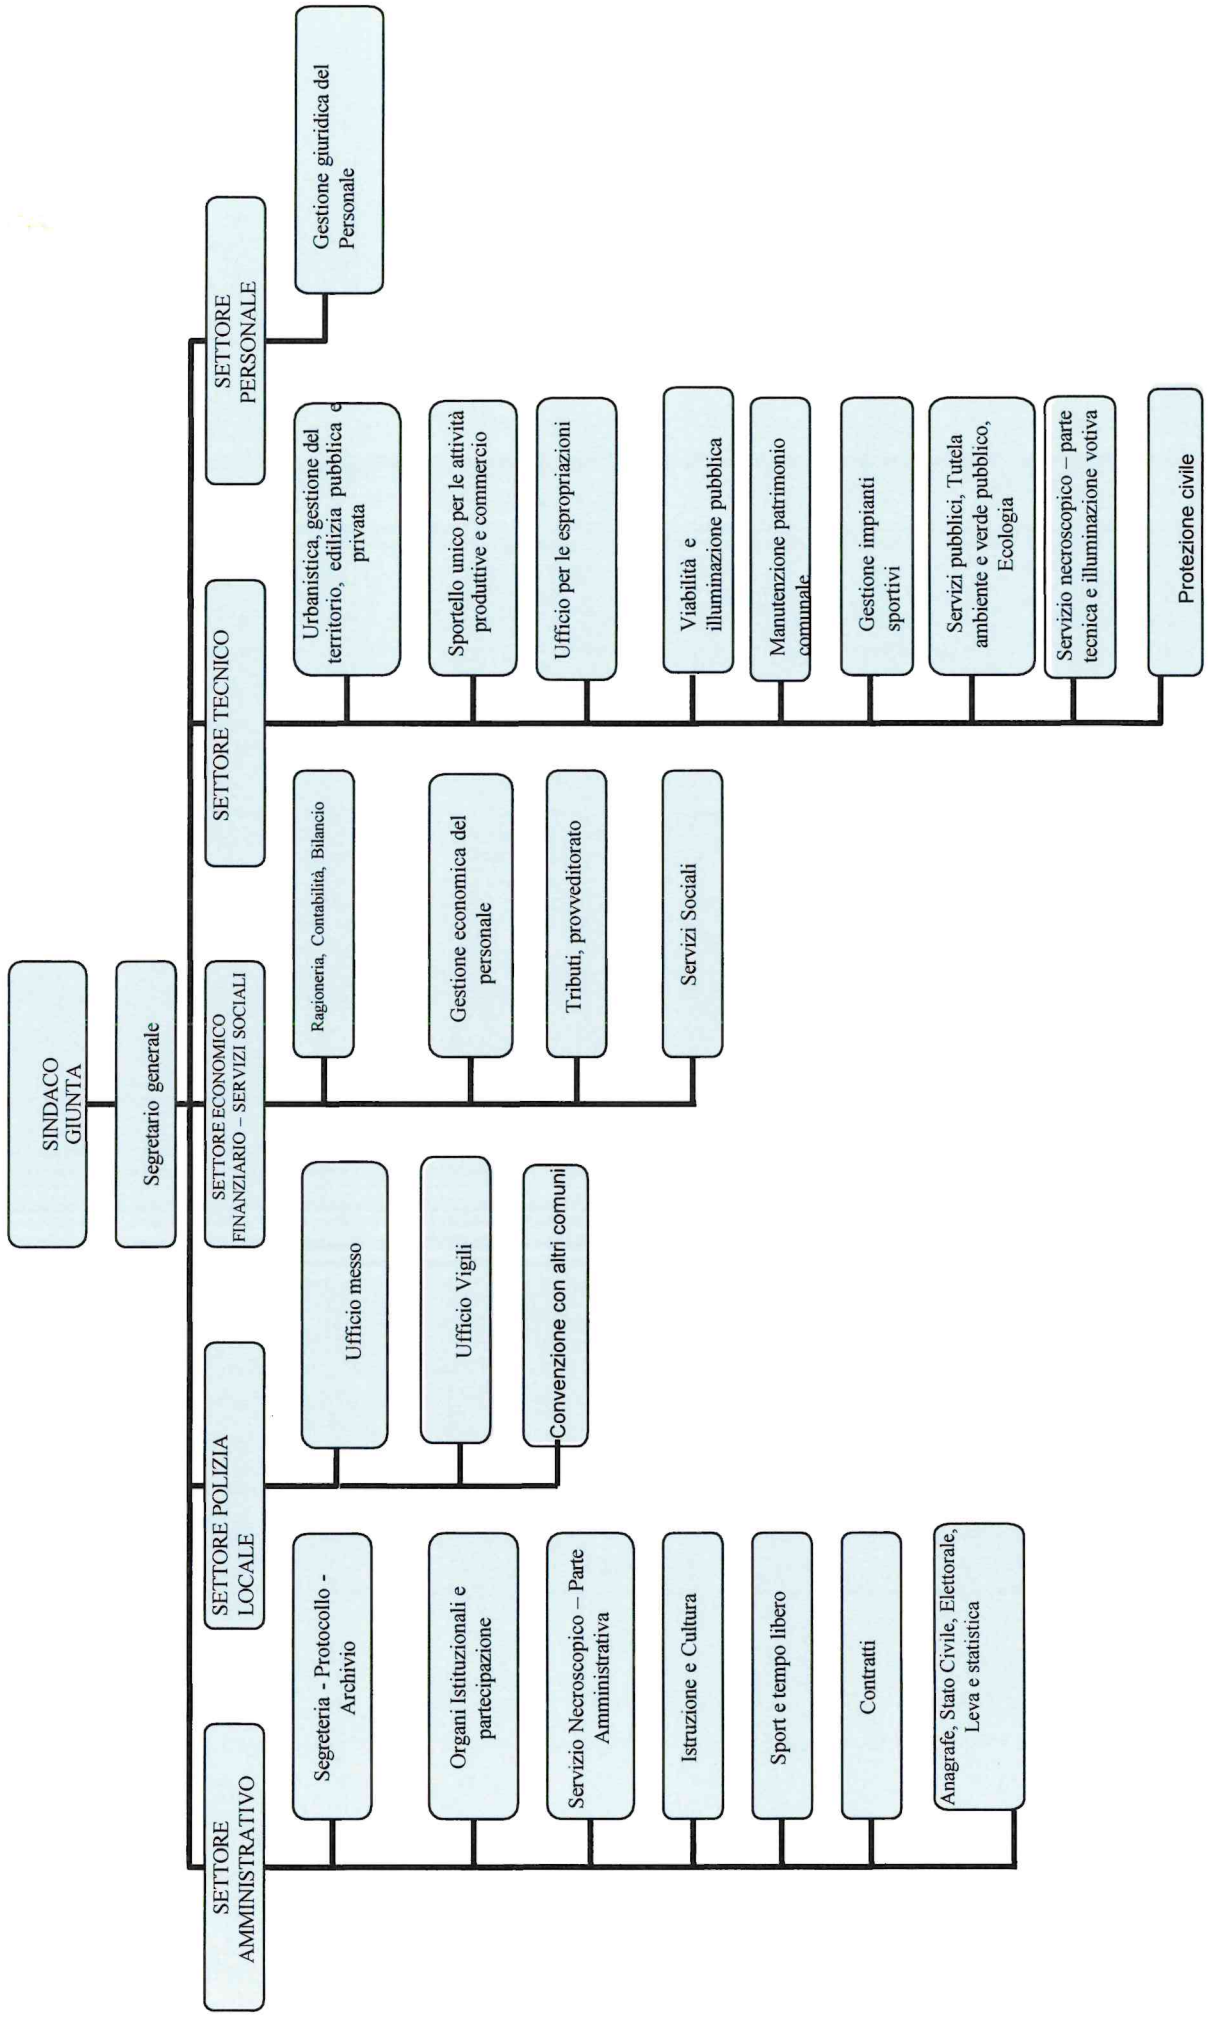 SINDACO
GIUNTA
Segretario generale
SETTORE
AMMINISTRATIVO
Segreteria - Protocollo -
Archivio
Organi Istituzionali e
partecipazione
Servizio Necroscopico – Parte
Amministrativa
Istruzione e Cultura
Sport e tempo libero
Contratti
Anagrafe, Stato Civile, Elettorale,
Leva e statistica
SETTORE POLIZIA
LOCALE
Ufficio messo
Ufficio Vigili
Convenzione con altri comuni
SETTORE ECONOMICO
FINANZIARIO – SERVIZI SOCIALI
Ragioneria, Contabilità, Bilancio
Gestione economica del
personale
Tributi, provveditorato
Servizi Sociali
SETTORE TECNICO
Urbanistica, gestione del
territorio, edilizia pubblica e
privata
Sportello unico per le attività
produttive e commercio
Ufficio per le espropriazioni
Viabilità e
illuminazione pubblica
Manutenzione patrimonio
comunale
Gestione impianti
sportivi
Servizi pubblici, Tutela
ambiente e verde pubblico,
Ecologia
Servizio necroscopico – parte
tecnica e illuminazione votiva
Protezione civile
SETTORE
PERSONALE
Gestione giuridica del
Personale